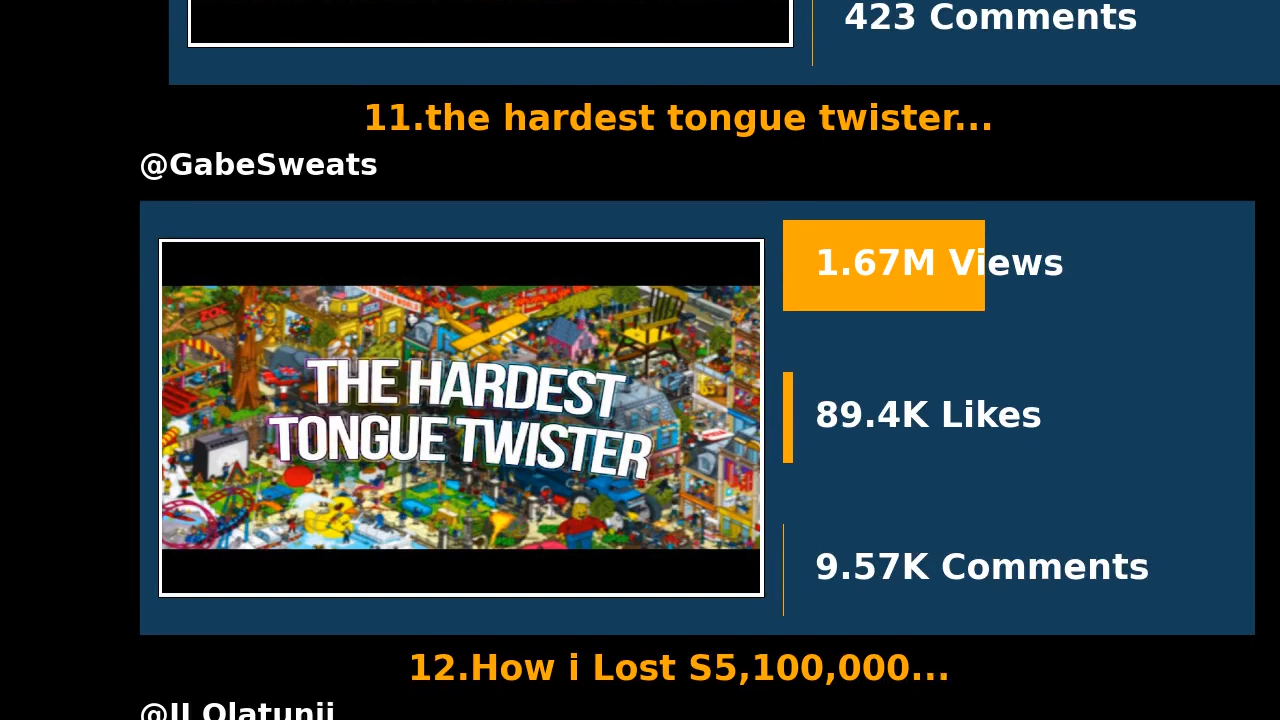 423 Comments
11.the hardest tongue twister...
@GabeSweats
1.67M Views
THE HARDEST
TONGUE TWISTER
89.4K Likes
9.57K Comments
12.How i Lost S5,100,000...